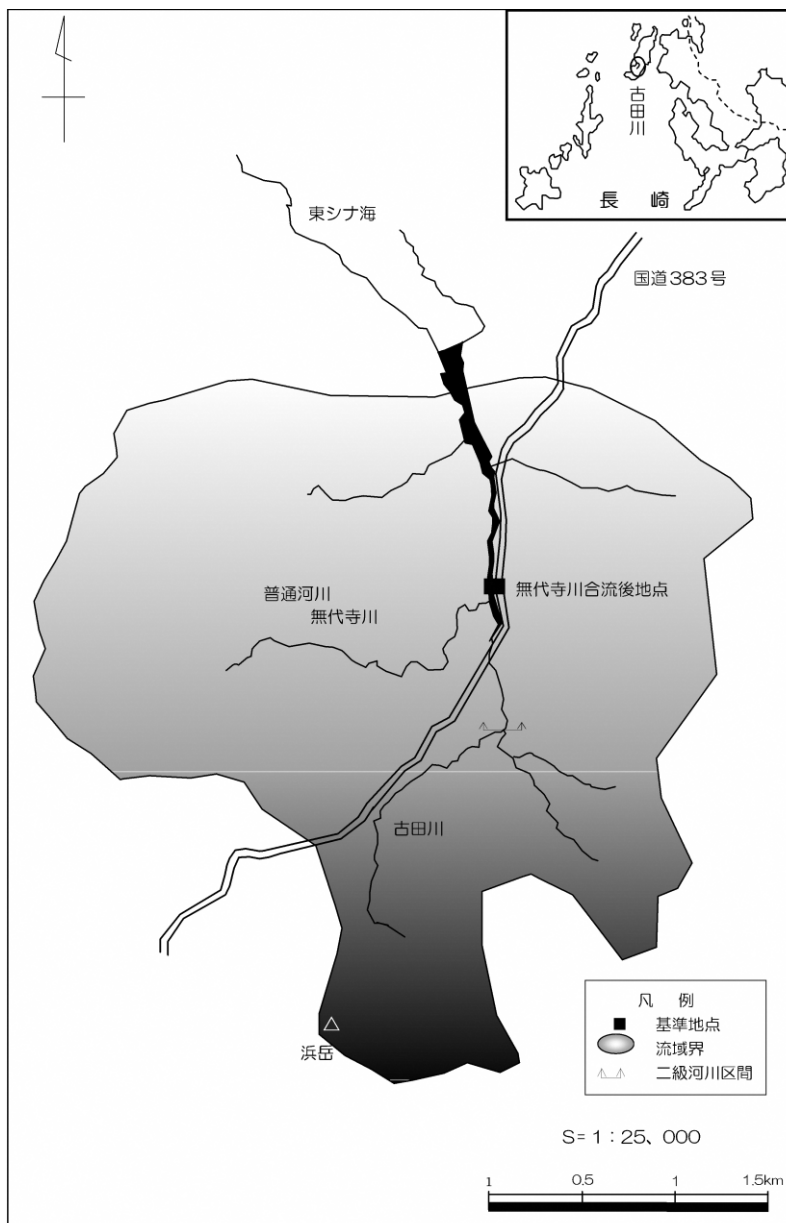 古田川
長 崎
東シナ海
国道383号
普通河川
無代寺川
無代寺川合流後地点
古田川
浜岳
凡 例
基準地点
流域界
二級河川区間
S=1:25、000
1 0.5 1 1.5km